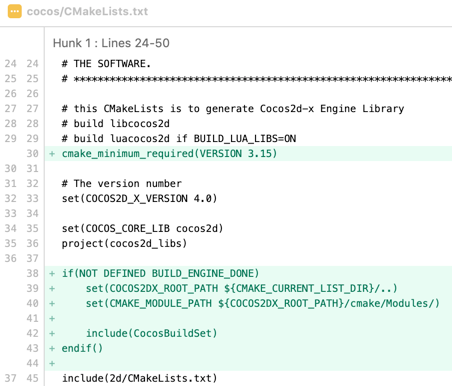 cocos/CMakeLists.txt
Hunk 1 : Lines 24-50
24 24 # THE SOFTWARE.
25 25 # ****************************************************************************
26 26
27 27 # this CMakeLists is to generate Cocos2d-x Engine Library
28 28 # build libcocos2d
29 29 # build luacocos2d if BUILD_LUA_LIBS=ON
30 + cmake_minimum_required(VERSION 3.15)
30 31
31 32 # The version number
32 33 set(COCOS2D_X_VERSION 4.0)
33 34
34 35 set(COCOS_CORE_LIB cocos2d)
35 36 project(cocos2d_libs)
36 37
38 + if(NOT DEFINED BUILD_ENGINE_DONE)
39 + set(COCOS2DX_ROOT_PATH ${CMAKE_CURRENT_LIST_DIR}/..)
40 + set(CMAKE_MODULE_PATH ${COCOS2DX_ROOT_PATH}/cmake/Modules/)
41 +
42 + include(CocosBuildSet)
43 + endif()
44 +
37 45 include(2d/CMakeLists.txt)